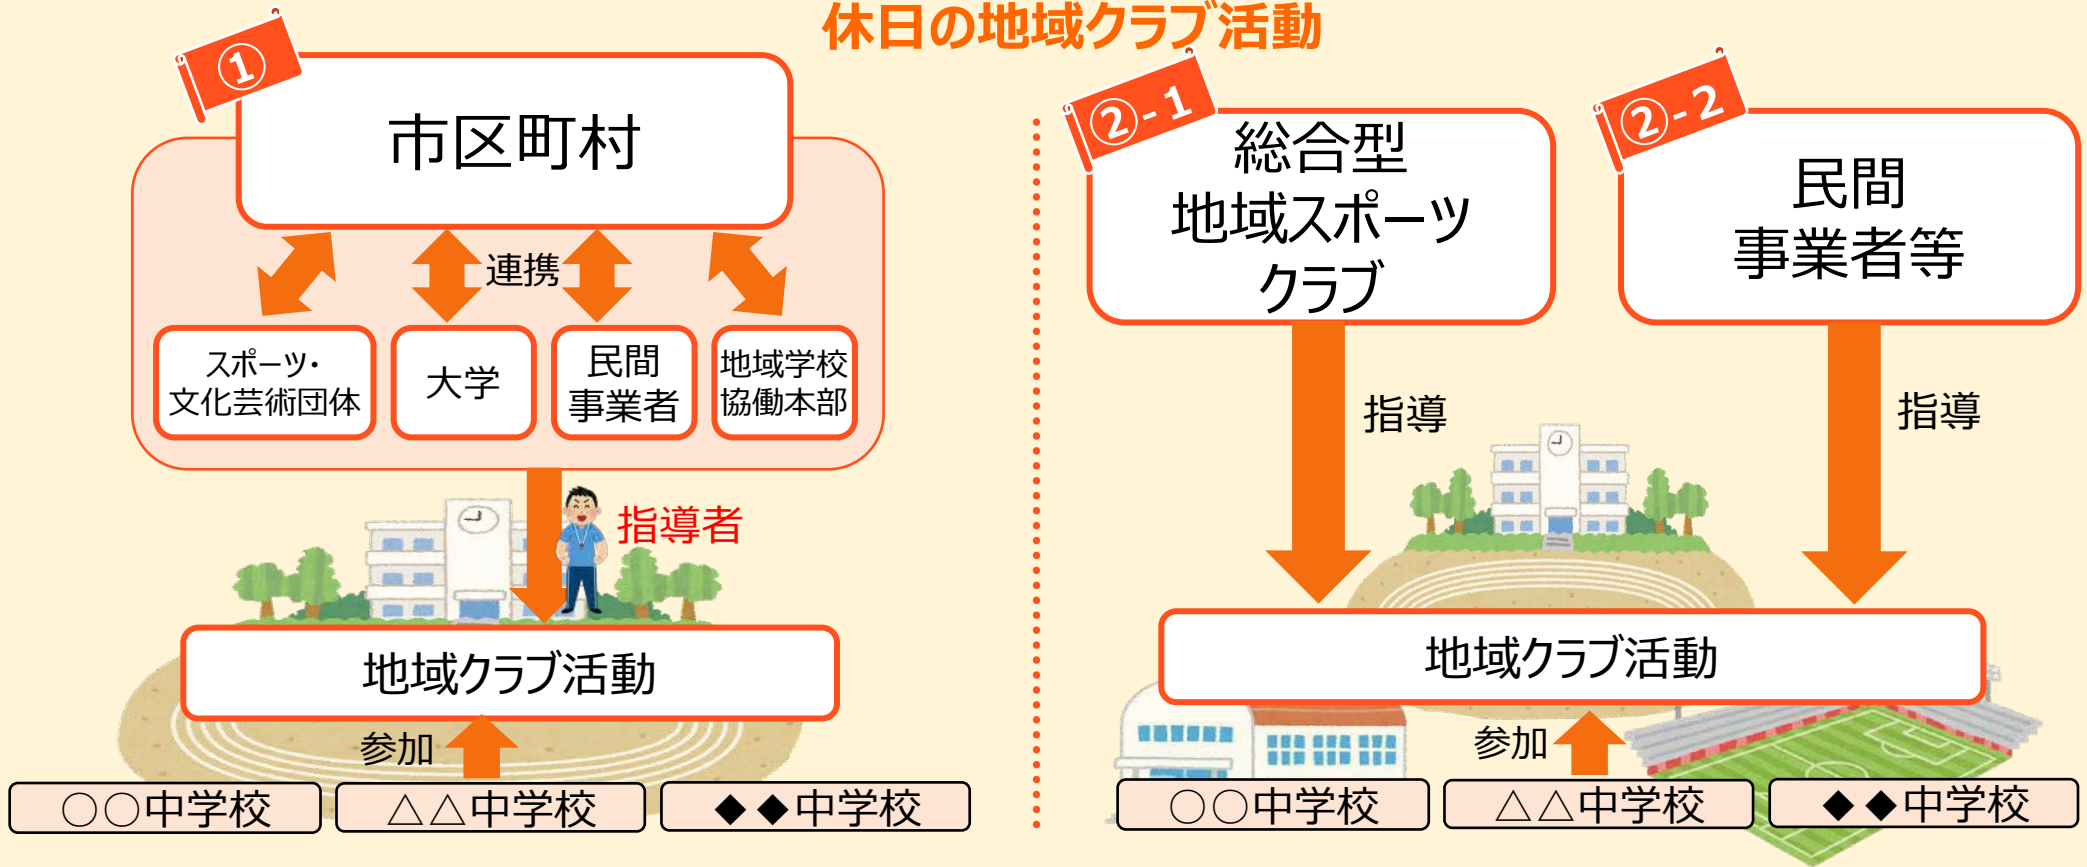 休日の地域クラブ活動
①
市区町村
連携
スポーツ・
文化芸術団体
大学
民間
事業者
地域学校
協働本部
指導者
地域クラブ活動
参加
○○中学校
△△中学校
◆◆中学校
②-1
総合型
地域スポーツ
クラブ
指導
②-2
民間
事業者等
指導
地域クラブ活動
参加
○○中学校
△△中学校
◆◆中学校